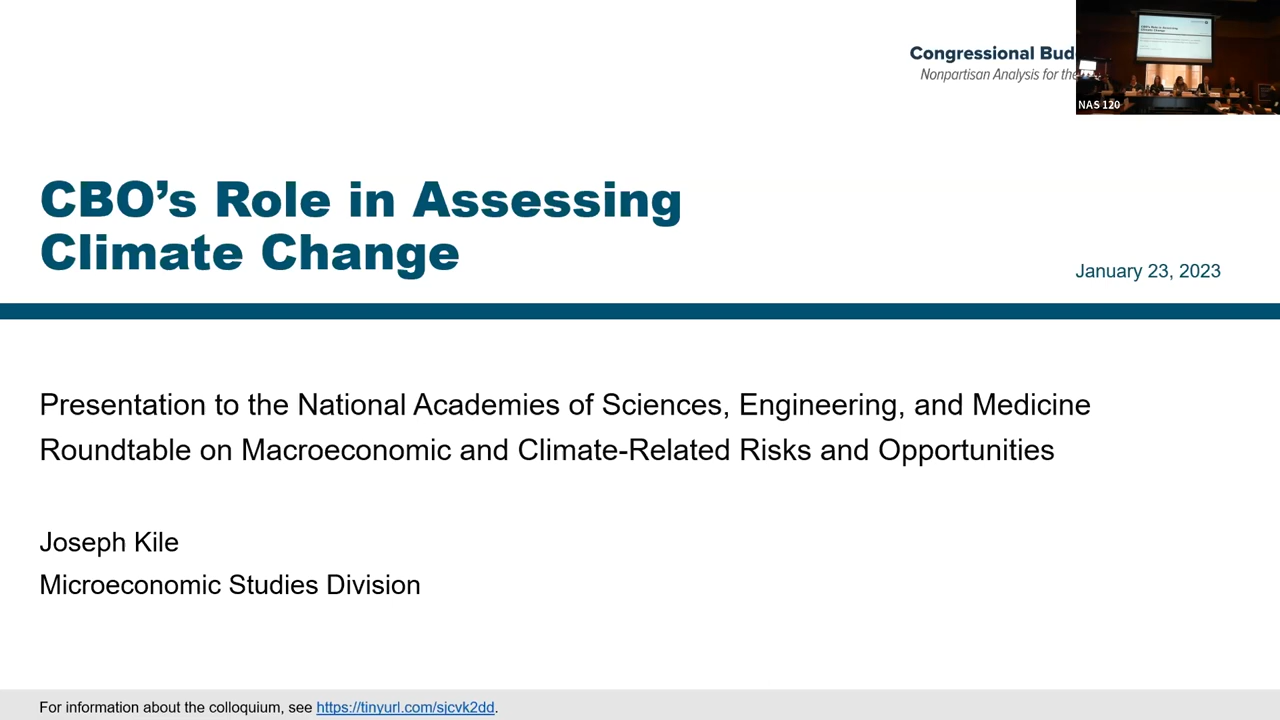 Congressional Bud
Nonpartisan Analysis for the
NAS 120
CBO’s Role in Assessing
Climate Change
January 23, 2023
Presentation to the National Academies of Sciences, Engineering, and Medicine
Roundtable on Macroeconomic and Climate-Related Risks and Opportunities
Joseph Kile
Microeconomic Studies Division
For information about the colloquium, see https://tinyurl.com/sjcvk2dd.